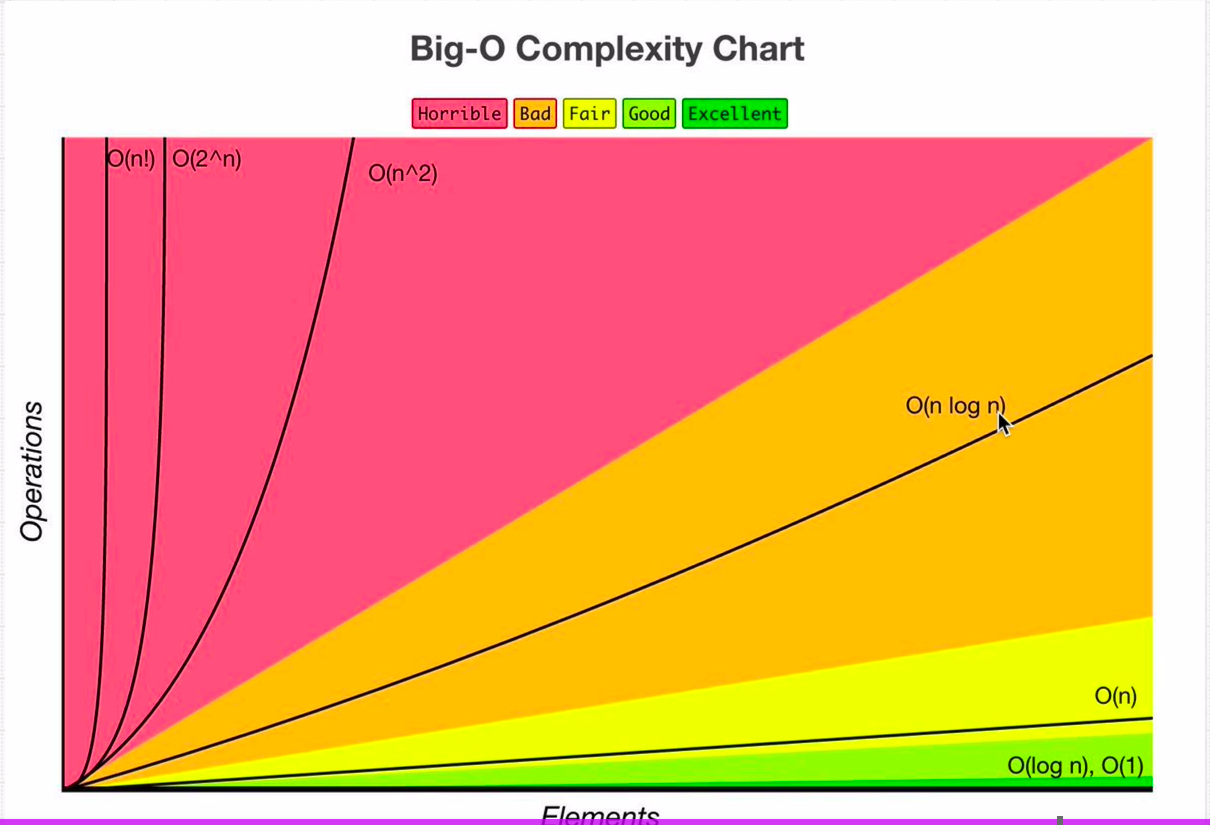 Big-O Complexity Chart
Horrible Bad Fair Good Excellent
O(n!) O(2^n)
O(n^2)
O(n log n)
Operations
O(n)
O(log n), O(1)
Elements